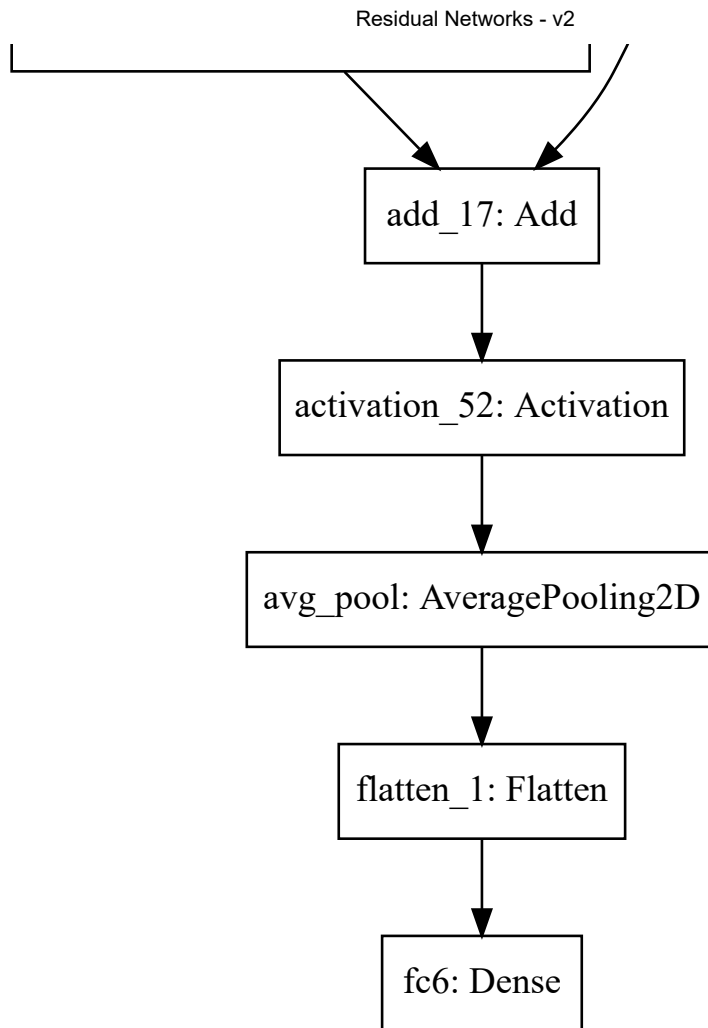 Residual Networks - v2
add_17: Add
activation_52: Activation
avg_pool: AveragePooling2D
flatten_1: Flatten
fc6: Dense